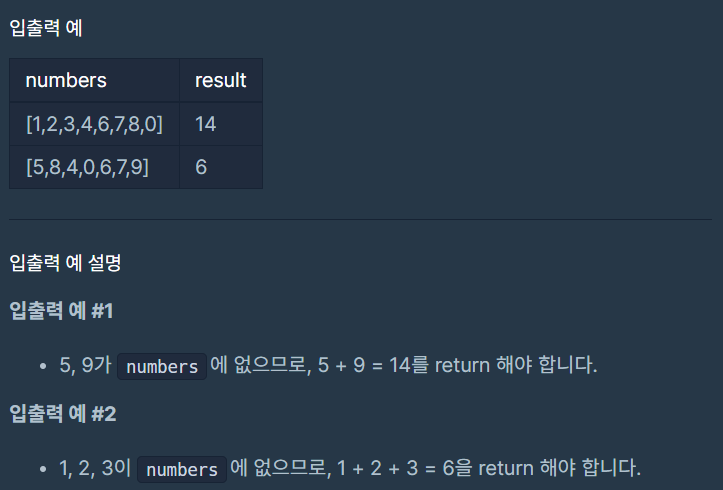 입출력 예
numbers result
[1,2,3,4,6,7,8,0] 14
[5,8,4,0,6,7,9] 6
입출력 예 설명
입출력 예 #1
• 5, 9가 numbers 에 없으므로, 5 + 9 = 14를 return 해야 합니다.
입출력 예 #2
• 1, 2, 3이 numbers 에 없으므로, 1 + 2 + 3 = 6을 return 해야 합니다.